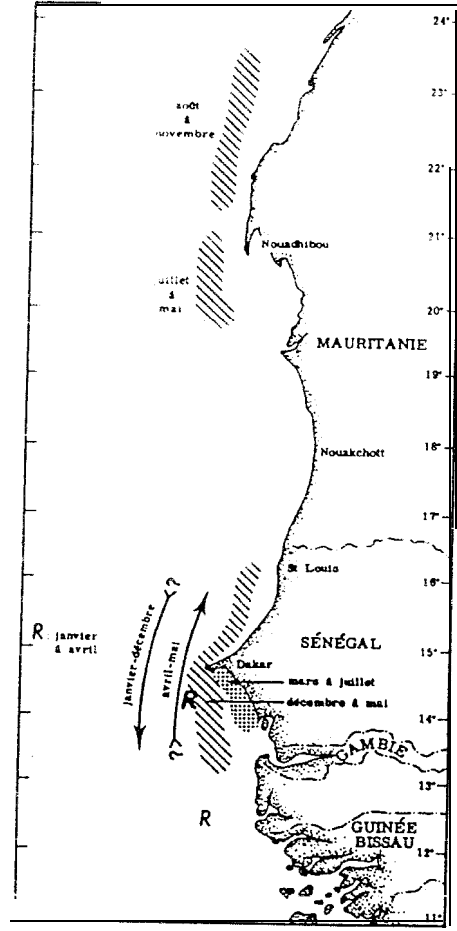 24°
23°
août
à
novembre
22°
21°
Nouadhibou
juillet
à
mai
20°
MAURITANIE
19°
18°
Nouakchott
17°
St Louis
16°
janvier-décembre
avril-mai
?
R : janvier
à avril
SÉNÉGAL
15°
Dakar
mars à juillet
R
décembre à mai
14°
?
GAMBIE
13°
R
GUINÉE
BISSAU
12°
11°